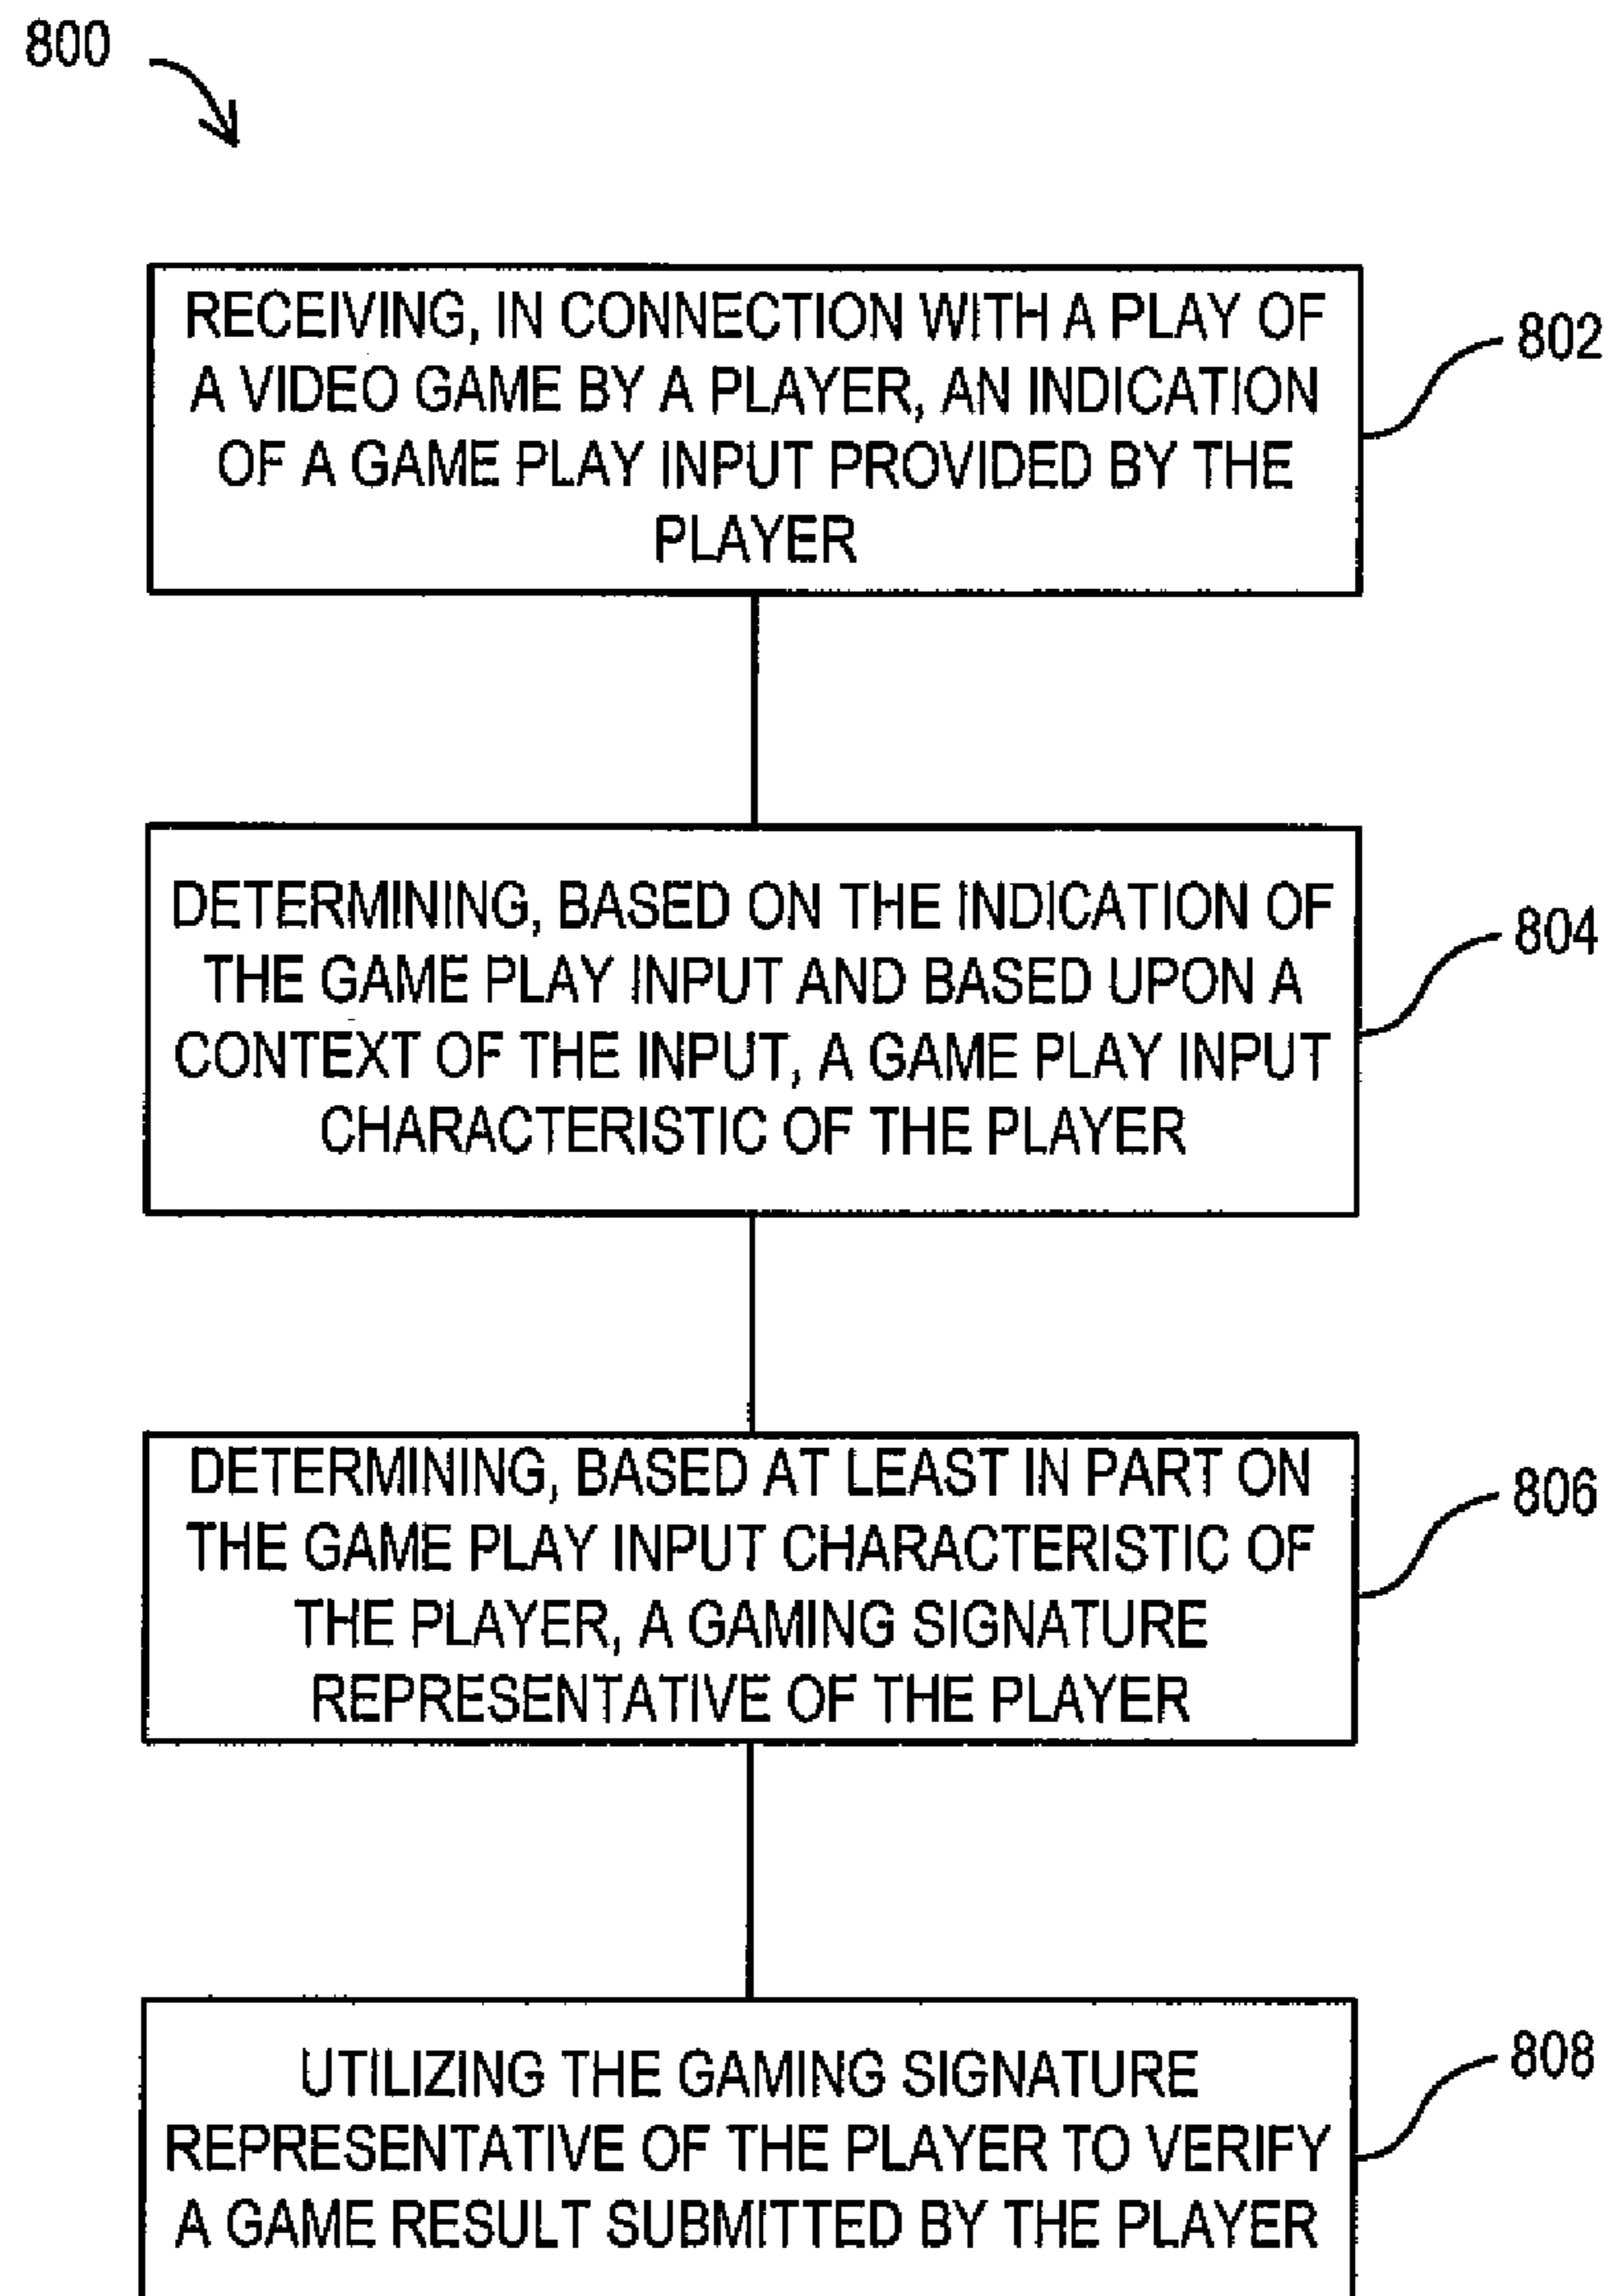 800
RECEIVING, IN CONNECTION WITH A PLAY OF
A VIDEO GAME BY A PLAYER, AN INDICATION
OF A GAME PLAY INPUT PROVIDED BY THE
PLAYER
802
DETERMINING, BASED ON THE INDICATION OF
THE GAME PLAY INPUT AND BASED UPON A
CONTEXT OF THE INPUT, A GAME PLAY INPUT
CHARACTERISTIC OF THE PLAYER
804
DETERMINING, BASED AT LEAST IN PART ON
THE GAME PLAY INPUT CHARACTERISTIC OF
THE PLAYER, A GAMING SIGNATURE
REPRESENTATIVE OF THE PLAYER
806
UTILIZING THE GAMING SIGNATURE
REPRESENTATIVE OF THE PLAYER TO VERIFY
A GAME RESULT SUBMITTED BY THE PLAYER
808